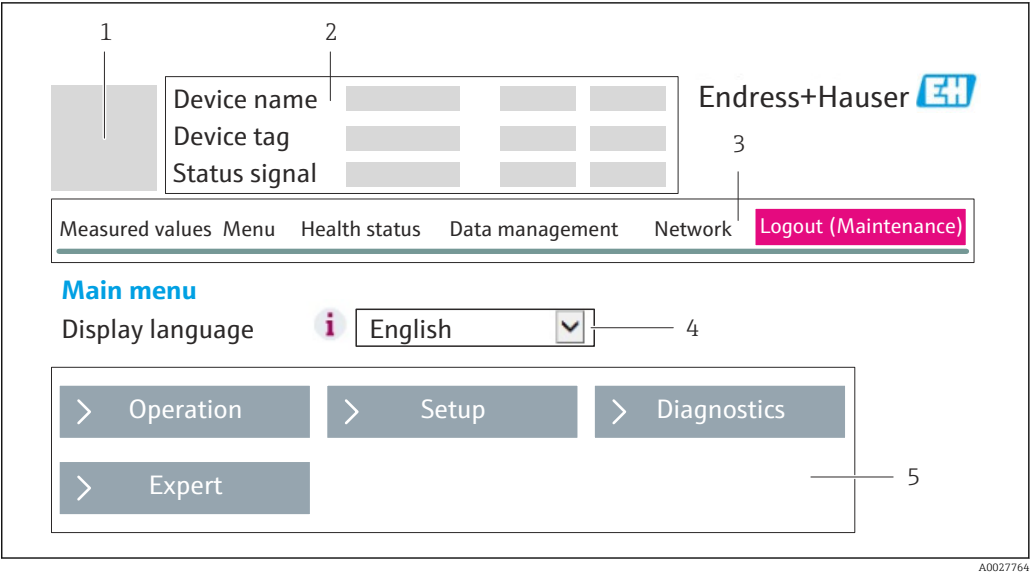 1
2
Device name
Endress+Hauser EH
Device tag
3
Status signal
Measured values Menu Health status Data management Network Logout (Maintenance)
Main menu
Display language i English 4
Operation Setup Diagnostics
Expert 5
A0027764